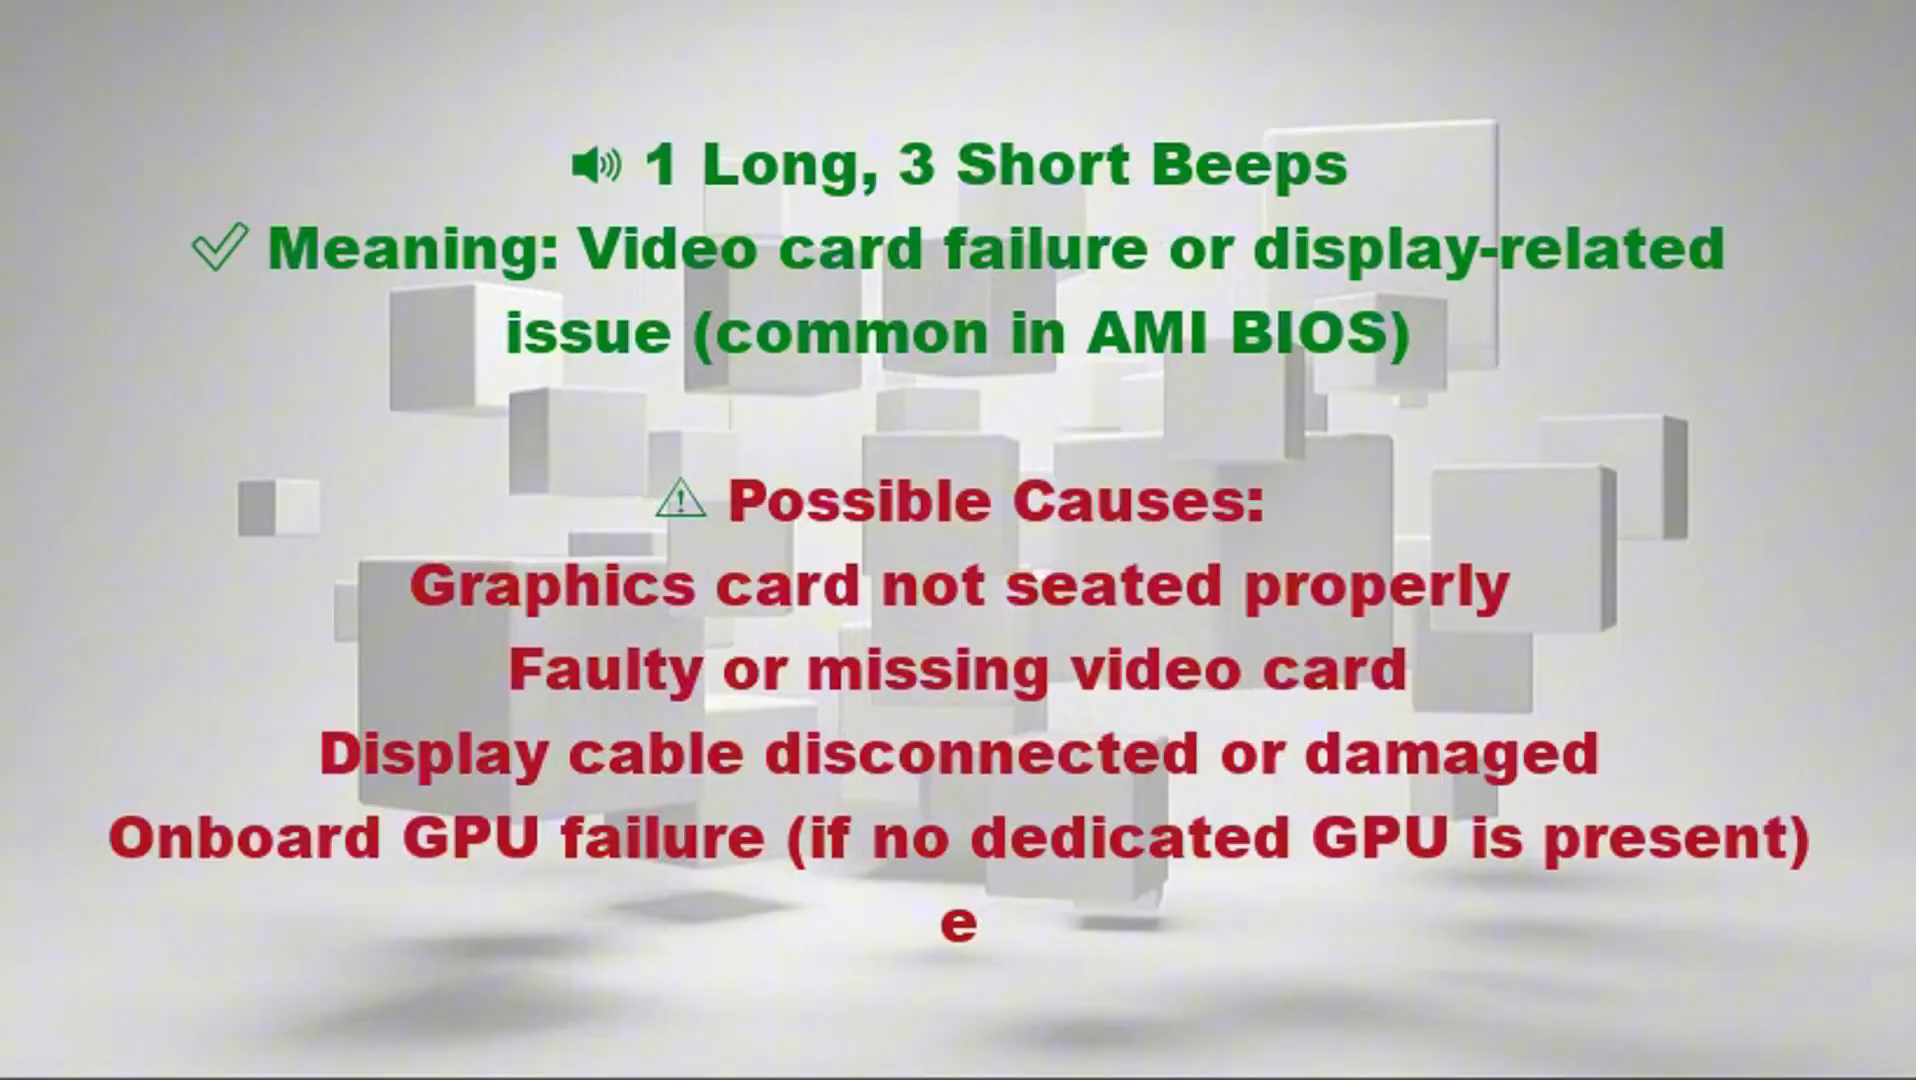 🔊 1 Long, 3 Short Beeps
✅ Meaning: Video card failure or display-related
issue (common in AMI BIOS)
⚠ Possible Causes:
Graphics card not seated properly
Faulty or missing video card
Display cable disconnected or damaged
Onboard GPU failure (if no dedicated GPU is present)
e